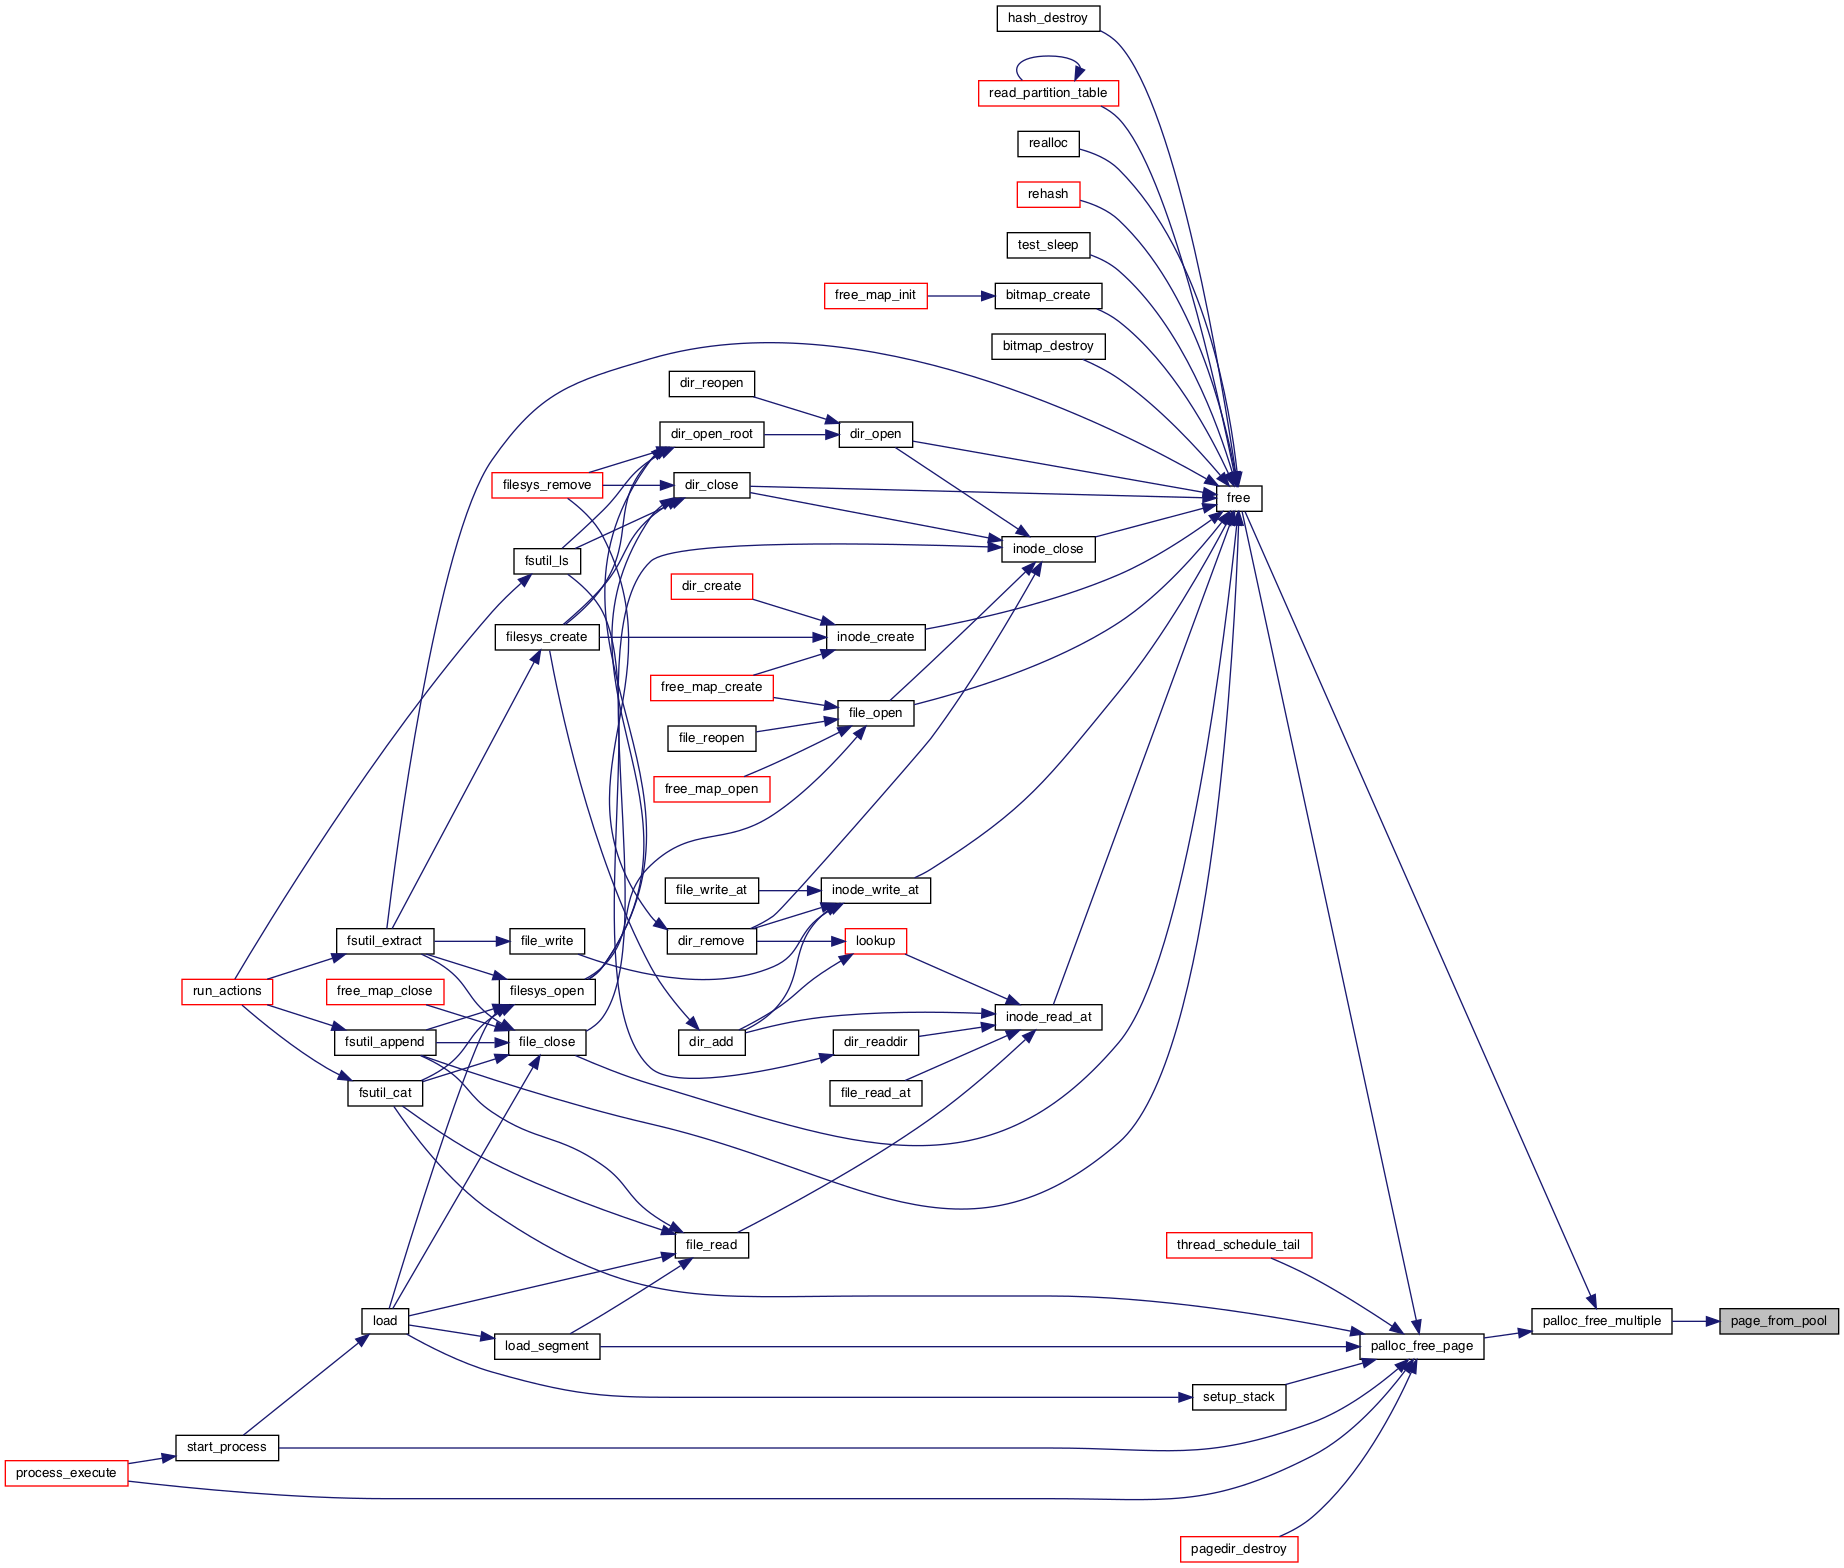 hash_destroy
read_partition_table
realloc
rehash
test_sleep
free_map_init
bitmap_create
bitmap_destroy
dir_reopen
dir_open_root
dir_open
filesys_remove
dir_close
free
fsutil_ls
inode_close
dir_create
filesys_create
inode_create
free_map_create
file_open
file_reopen
free_map_open
file_write_at
inode_write_at
fsutil_extract
file_write
dir_remove
lookup
run_actions
free_map_close
filesys_open
inode_read_at
fsutil_append
file_close
dir_add
dir_readdir
fsutil_cat
file_read_at
file_read
thread_schedule_tail
load
palloc_free_multiple
page_from_pool
load_segment
palloc_free_page
setup_stack
start_process
process_execute
pagedir_destroy